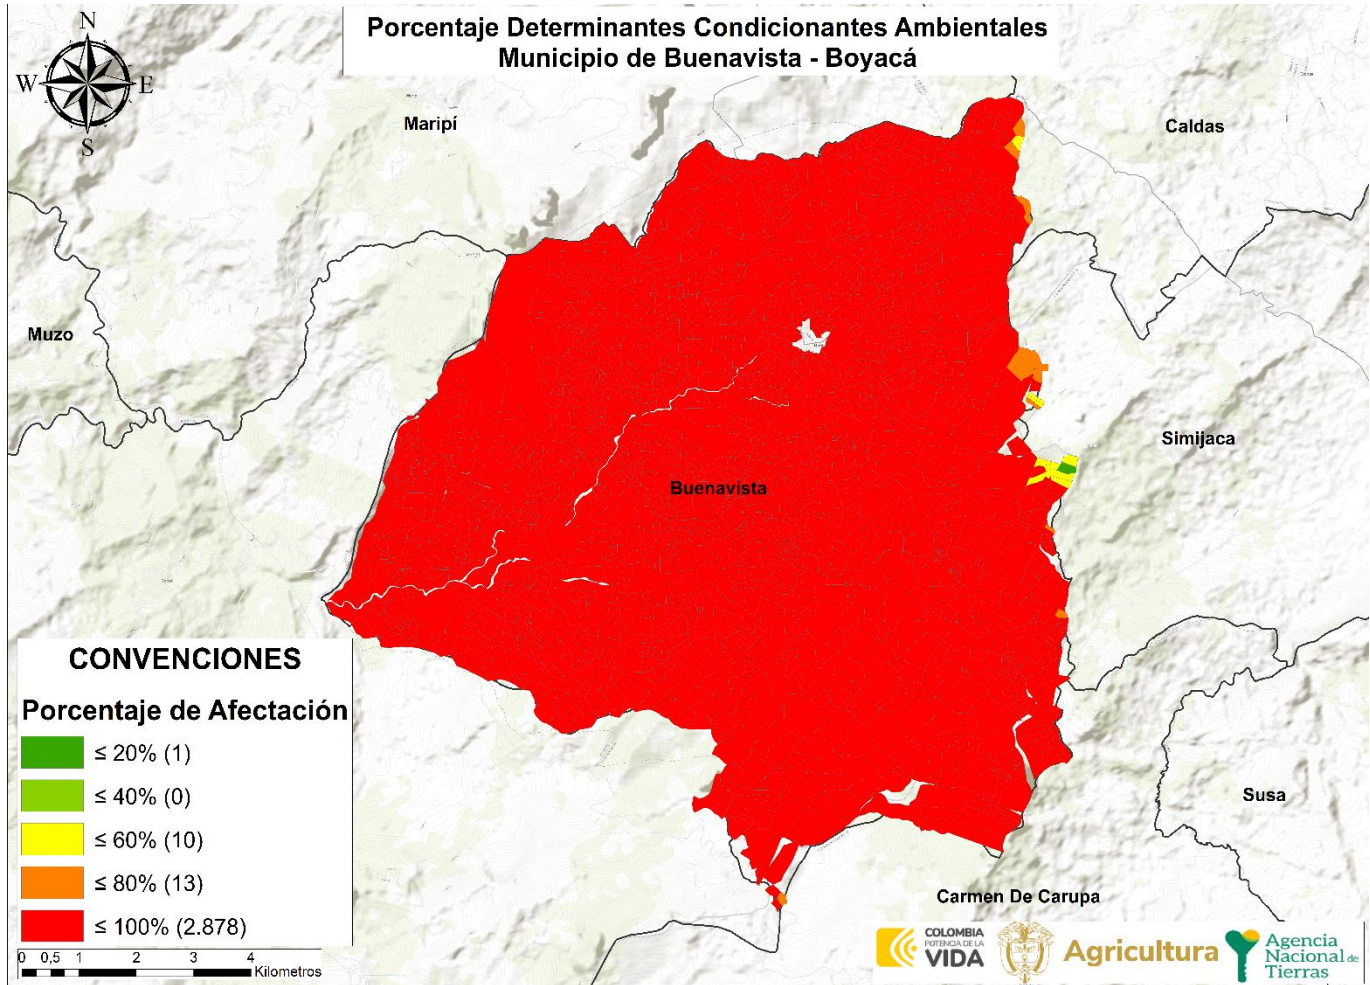 Porcentaje Determinantes Condicionantes Ambientales
Municipio de Buenavista - Boyacá
N
W
E
S
Maripí
Caldas
Muzo
Simijaca
Buenavista
Susa
Carmen De Carupa
CONVENCIONES
Porcentaje de Afectación
≤ 20% (1)
≤ 40% (0)
≤ 60% (10)
≤ 80% (13)
≤ 100% (2.878)
0 0,5 1 2 3 4
Kilometros
COLOMBIA
POTENCIA DE LA
VIDA
Agricultura
Agencia
Nacional de
Tierras